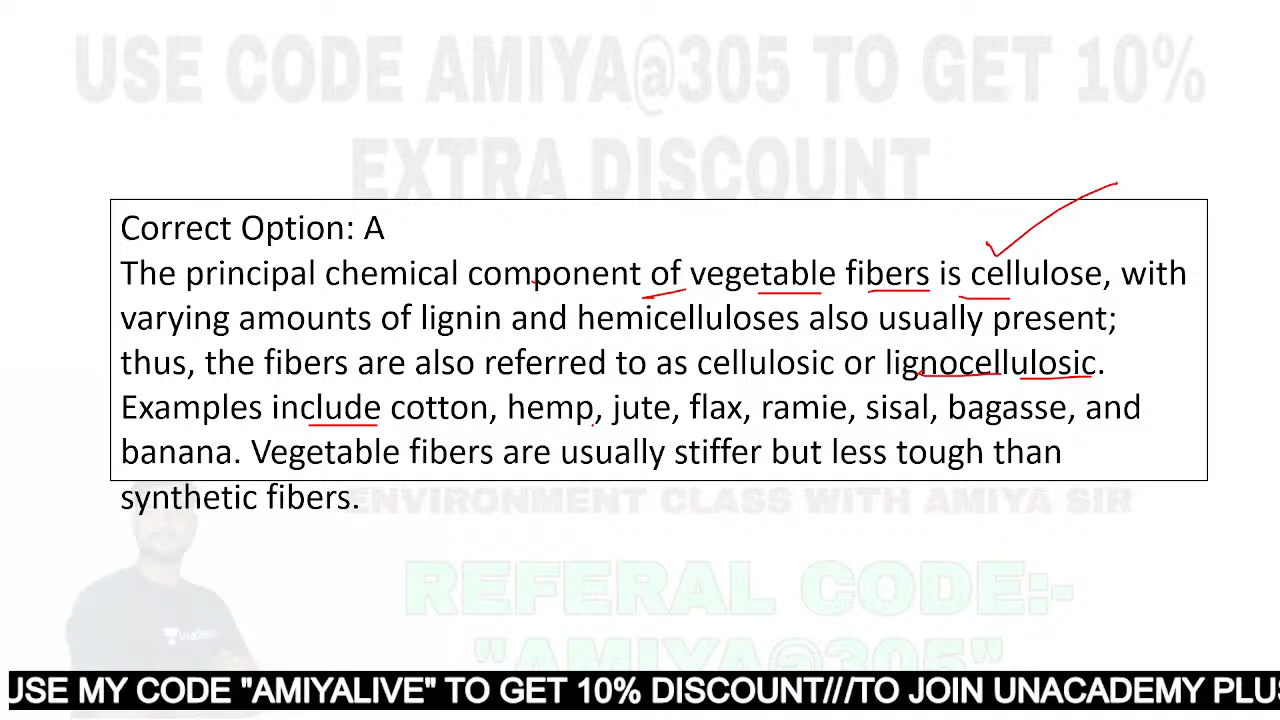 USE CODE AMIYA@305 TO GET 10%
EXTRA DISCOUNT
Correct Option: A
The principal chemical component of vegetable fibers is cellulose, with
varying amounts of lignin and hemicelluloses also usually present;
thus, the fibers are also referred to as cellulosic or lignocellulosic.
Examples include cotton, hemp, jute, flax, ramie, sisal, bagasse, and
banana. Vegetable fibers are usually stiffer but less tough than
synthetic fibers.
ENVIRONMENT CLASS WITH AMIYA SIR
REFERAL CODE:-
"AMIYA@305"
USE MY CODE "AMIYALIVE" TO GET 10% DISCOUNT///TO JOIN UNACADEMY PLUS